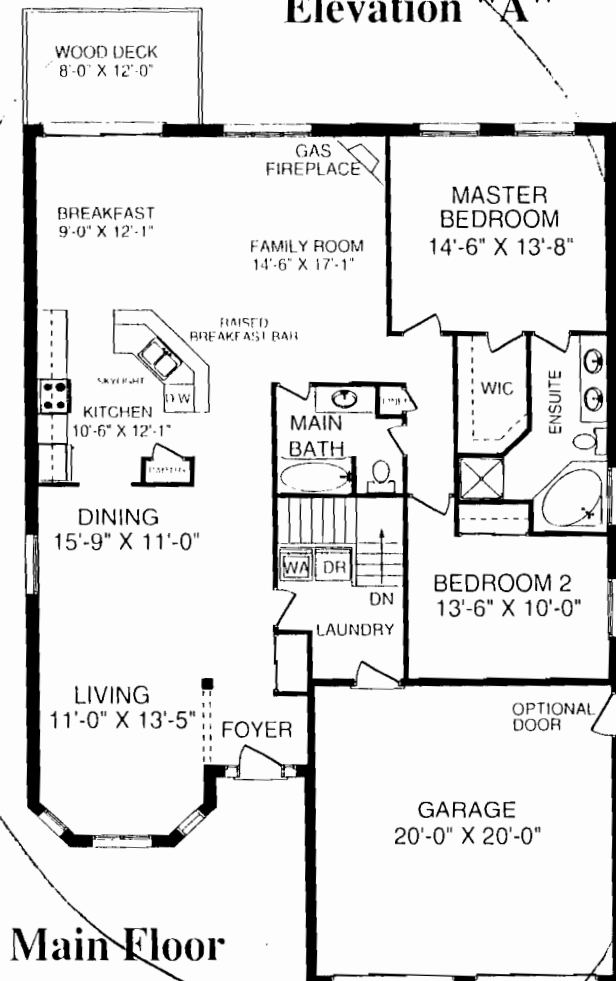 Elevation "A"
WOOD DECK
8'-0" X 12'-0"
GAS
FIREPLACE
MASTER
BEDROOM
14'-6" X 13'-8"
BREAKFAST
9'-0" X 12'-1"
FAMILY ROOM
14'-6" X 17'-1"
RAISED
BREAKFAST BAR
SKYLIGHT
D.W.
KITCHEN
10'-6" X 12'-1"
PANTRY
MAIN
BATH
LINEN
WIC
ENSUITE
DINING
15'-9" X 11'-0"
WA
DR
DN
LAUNDRY
BEDROOM 2
13'-6" X 10'-0"
LIVING
11'-0" X 13'-5"
FOYER
OPTIONAL
DOOR
GARAGE
20'-0" X 20'-0"
Main Floor